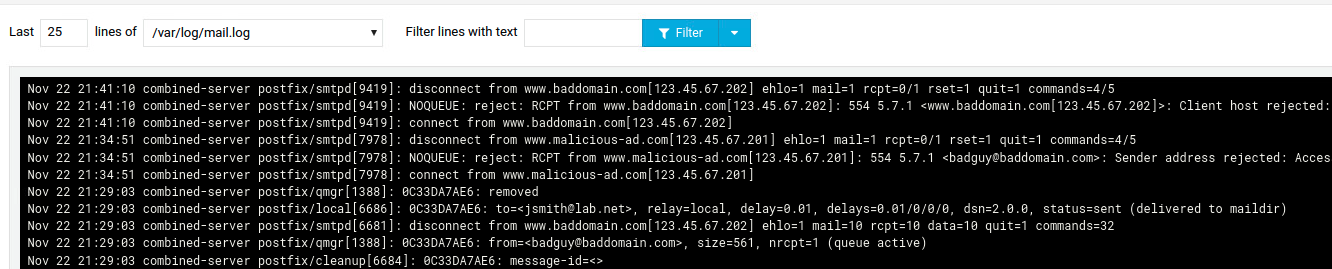 Last 25 lines of /var/log/mail.log Filter lines with text Filter
Nov 22 21:41:10 combined-server postfix/smtpd[9419]: disconnect from www.baddomain.com[123.45.67.202] ehlo=1 mail=1 rcpt=0/1 rset=1 quit=1 commands=4/5
Nov 22 21:41:10 combined-server postfix/smtpd[9419]: NOQUEUE: reject: RCPT from www.baddomain.com[123.45.67.202]: 554 5.7.1 <www.baddomain.com[123.45.67.202]>: Client host rejected:
Nov 22 21:41:10 combined-server postfix/smtpd[9419]: connect from www.baddomain.com[123.45.67.202]
Nov 22 21:34:51 combined-server postfix/smtpd[7978]: disconnect from www.malicious-ad.com[123.45.67.201] ehlo=1 mail=1 rcpt=0/1 rset=1 quit=1 commands=4/5
Nov 22 21:34:51 combined-server postfix/smtpd[7978]: NOQUEUE: reject: RCPT from www.malicious-ad.com[123.45.67.201]: 554 5.7.1 <badguy@baddomain.com>: Sender address rejected: Acces
Nov 22 21:34:51 combined-server postfix/smtpd[7978]: connect from www.malicious-ad.com[123.45.67.201]
Nov 22 21:29:03 combined-server postfix/qmgr[1388]: 0C33DA7AE6: removed
Nov 22 21:29:03 combined-server postfix/local[6686]: 0C33DA7AE6: to=<jsmith@lab.net>, relay=local, delay=0.01, delays=0.01/0/0/0, dsn=2.0.0, status=sent (delivered to maildir)
Nov 22 21:29:03 combined-server postfix/smtpd[6681]: disconnect from www.baddomain.com[123.45.67.202] ehlo=1 mail=10 rcpt=10 data=10 quit=1 commands=32
Nov 22 21:29:03 combined-server postfix/qmgr[1388]: 0C33DA7AE6: from=<badguy@baddomain.com>, size=561, nrcpt=1 (queue active)
Nov 22 21:29:03 combined-server postfix/cleanup[6684]: 0C33DA7AE6: message-id=<>